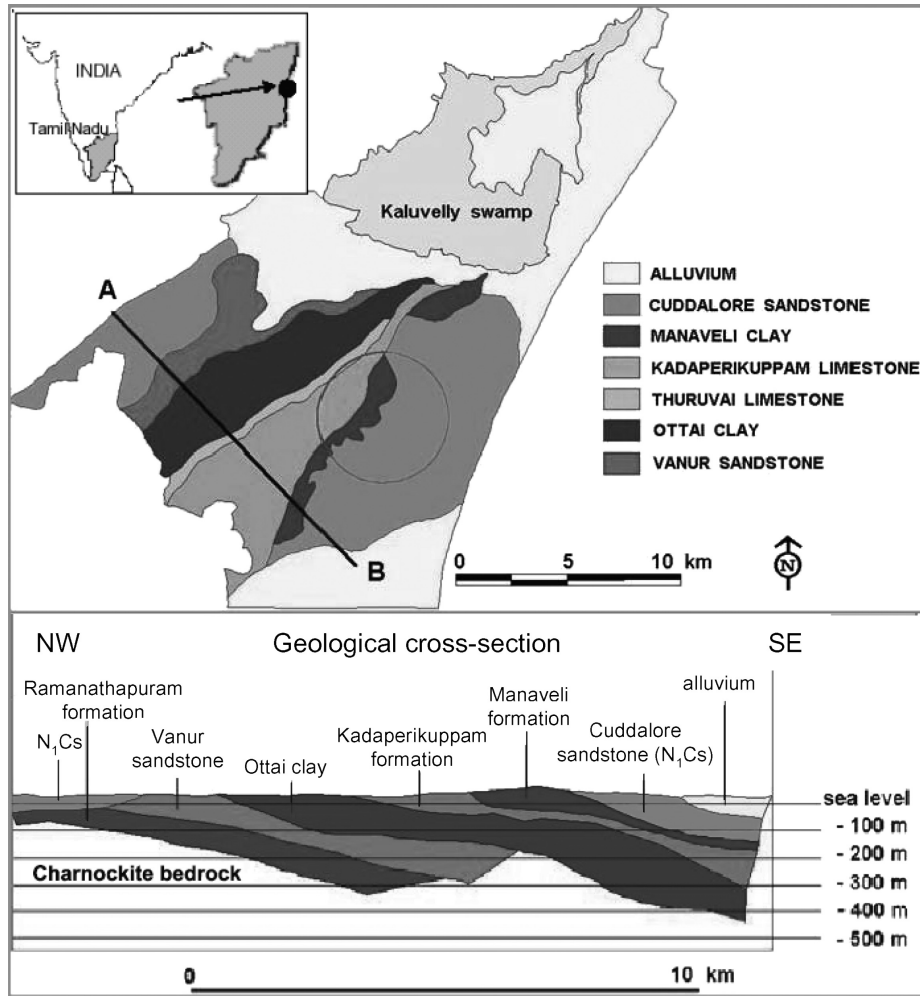 INDIA
Tamil Nadu
Kaluvelly swamp
A
B
ALLUVIUM
CUDDALORE SANDSTONE
MANAVELI CLAY
KADAPERIKUPPAM LIMESTONE
THURUVAI LIMESTONE
OTTAI CLAY
VANUR SANDSTONE
0 5 10 km
N
NW Geological cross-section SE
Ramanathapuram
formation
N₁Cs
Vanur
sandstone
Ottai clay
Kadaperikuppam
formation
Manaveli
formation
Cuddalore
sandstone (N₁Cs)
alluvium
sea level
- 100 m
- 200 m
- 300 m
- 400 m
- 500 m
Charnockite bedrock
0 10 km